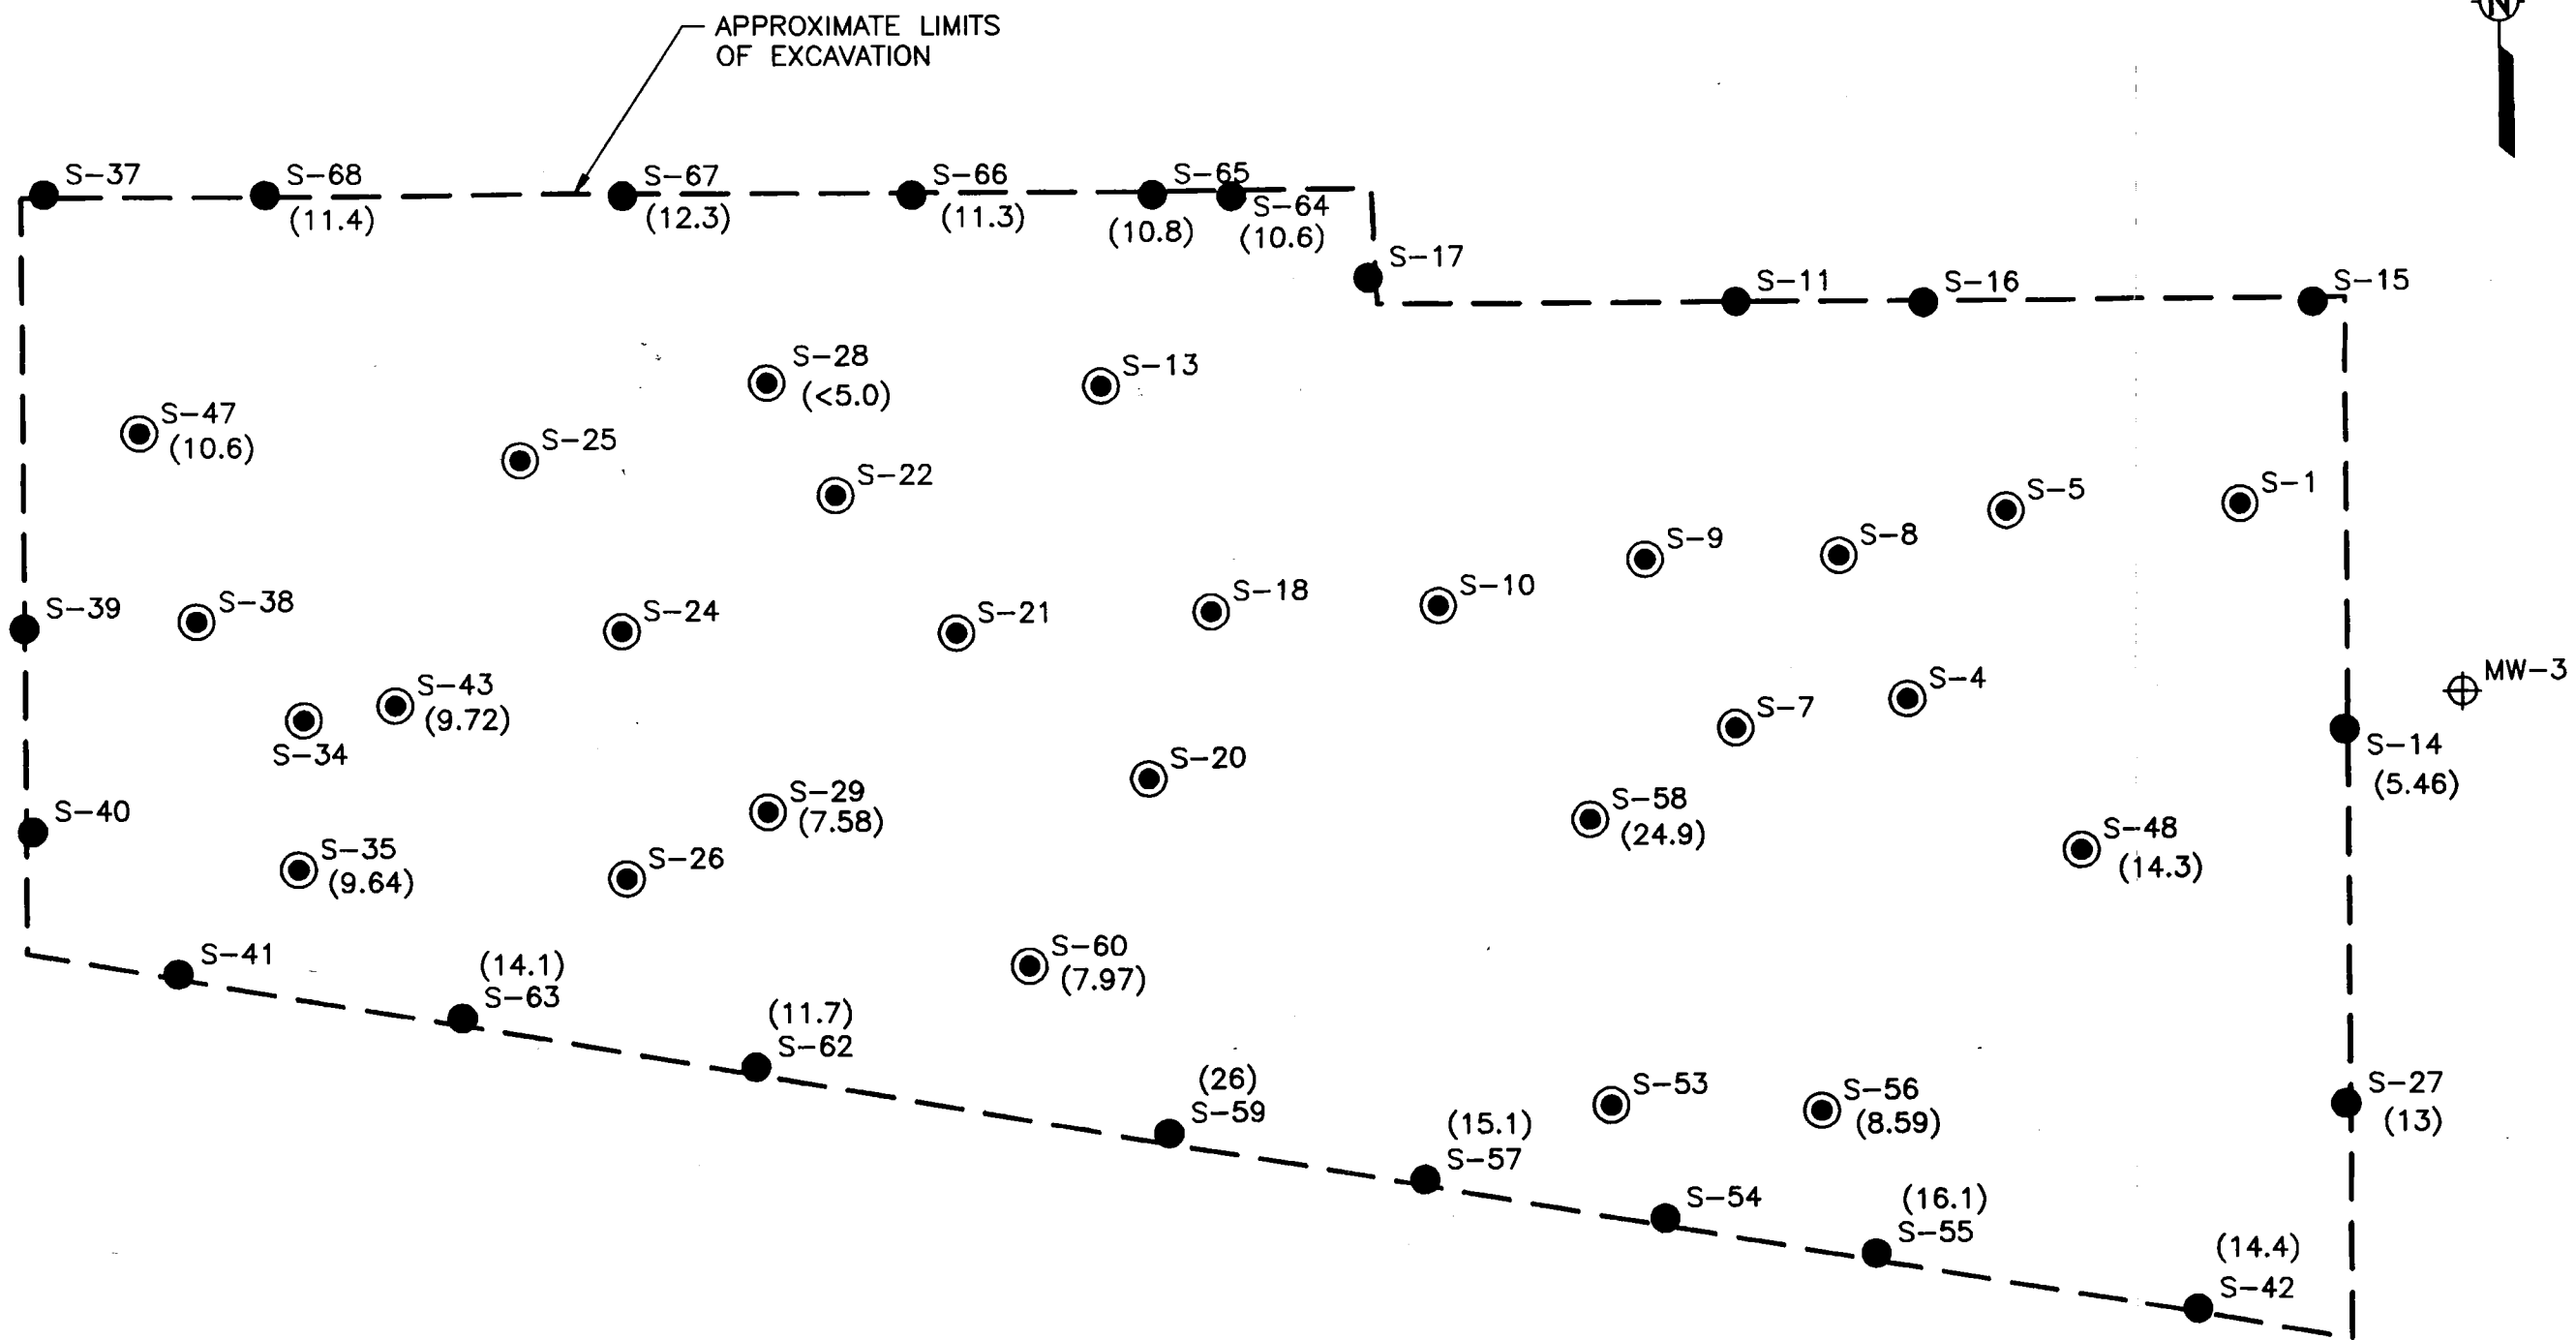 N
APPROXIMATE LIMITS
OF EXCAVATION
S-37
S-68
(11.4)
S-67
(12.3)
S-66
(11.3)
S-65
(10.8)
S-64
(10.6)
S-17
S-11
S-16
S-15
S-28
(<5.0)
S-13
S-47
(10.6)
S-25
S-22
S-5
S-1
S-9
S-8
S-39
S-38
S-24
S-21
S-18
S-10
S-43
(9.72)
S-34
S-7
S-4
MW-3
S-14
(5.46)
S-20
S-40
S-29
(7.58)
S-58
(24.9)
S-48
(14.3)
S-35
(9.64)
S-26
S-41
(14.1)
S-63
S-60
(7.97)
(11.7)
S-62
(26)
S-59
S-53
S-56
(8.59)
S-27
(13)
(15.1)
S-57
S-54
(16.1)
S-55
(14.4)
S-42